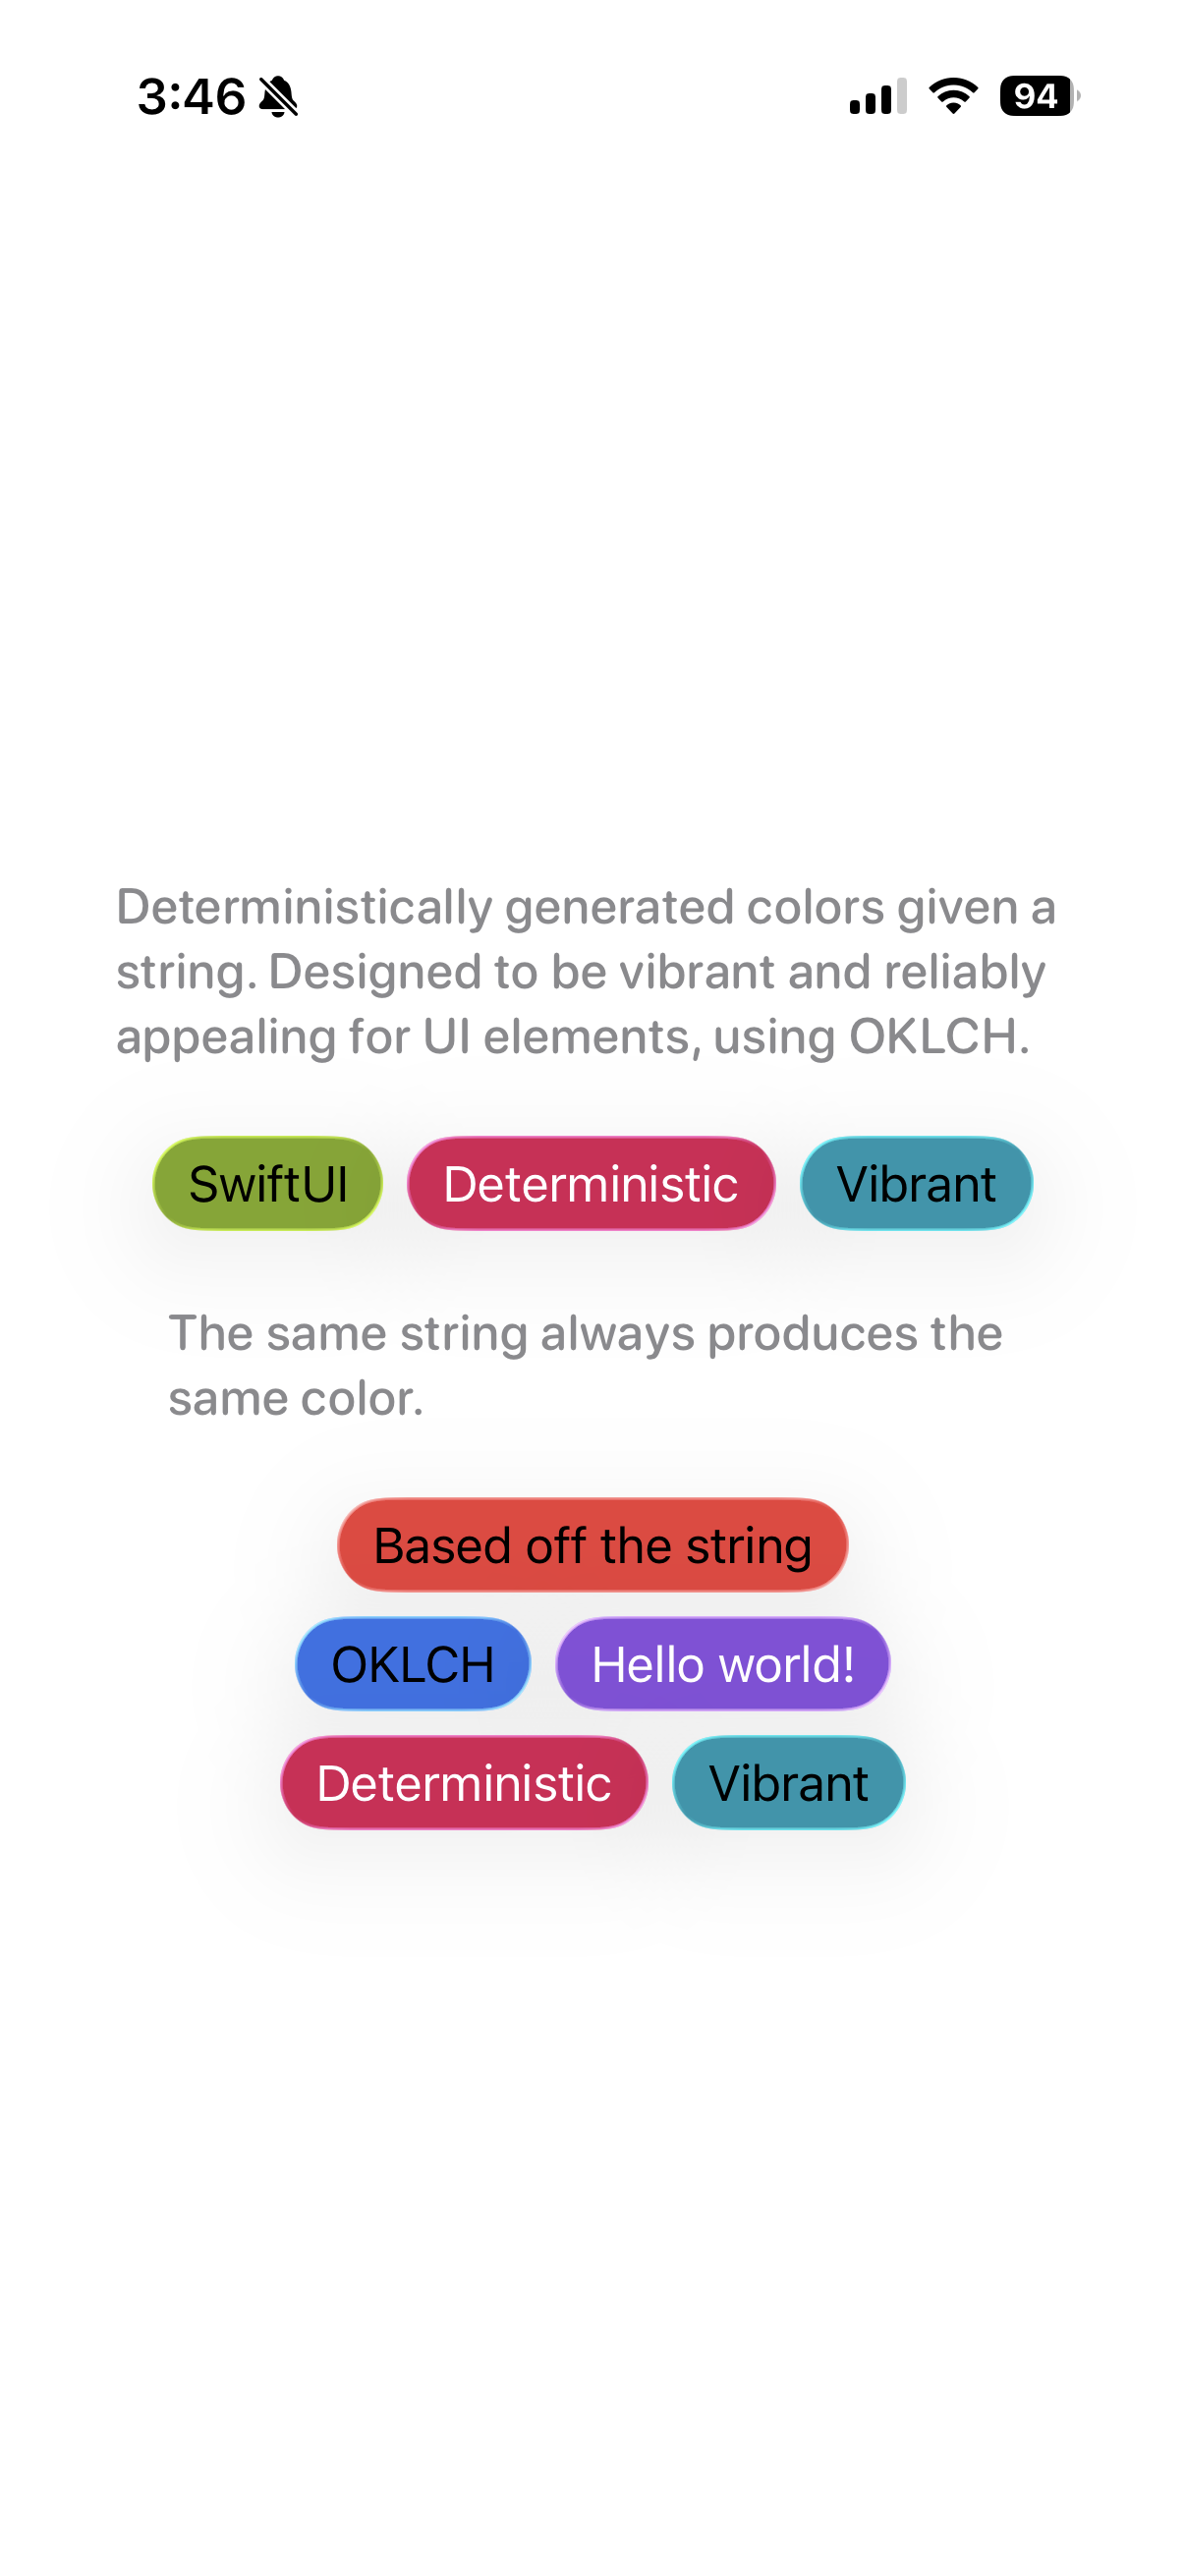 3:46
94
Deterministically generated colors given a
string. Designed to be vibrant and reliably
appealing for UI elements, using OKLCH.
SwiftUI Deterministic Vibrant
The same string always produces the
same color.
Based off the string
OKLCH Hello world!
Deterministic Vibrant